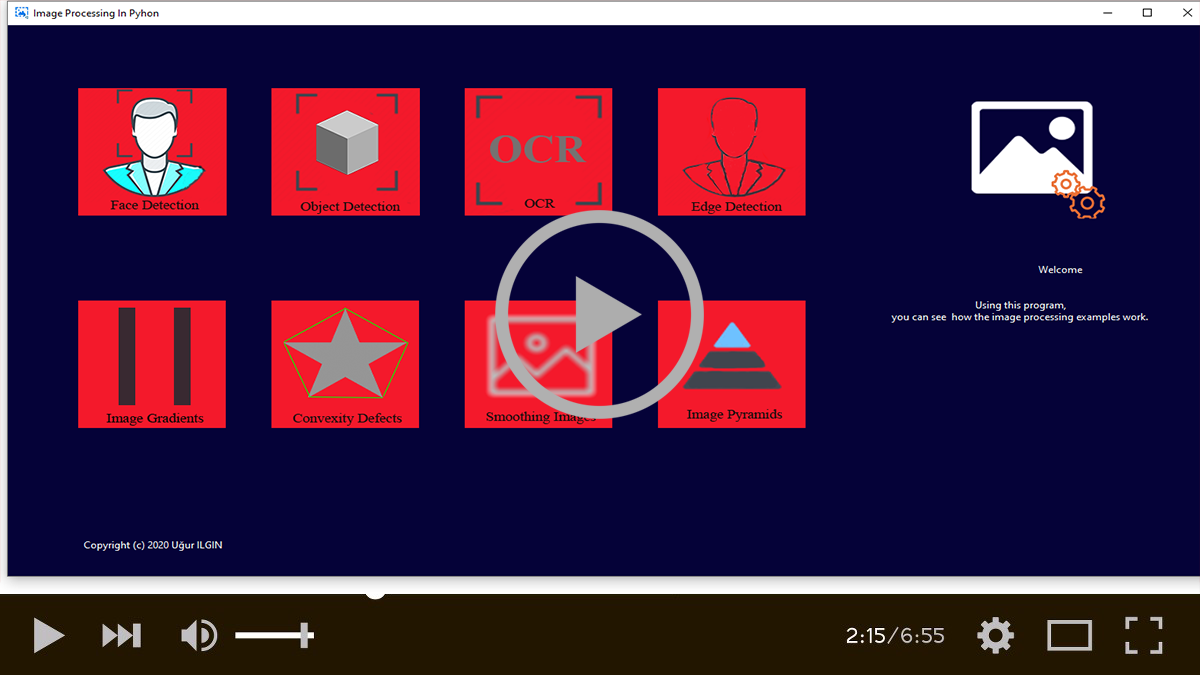 Image Processing In Pyhon
Face Detection
Object Detection
OCR
OCR
Edge Detection
Welcome
Using this program,
you can see how the image processing examples work.
Image Gradients
Convexity Defects
Smoothing Images
Image Pyramids
Copyright (c) 2020 Uğur ILGIN
2:15/6:55